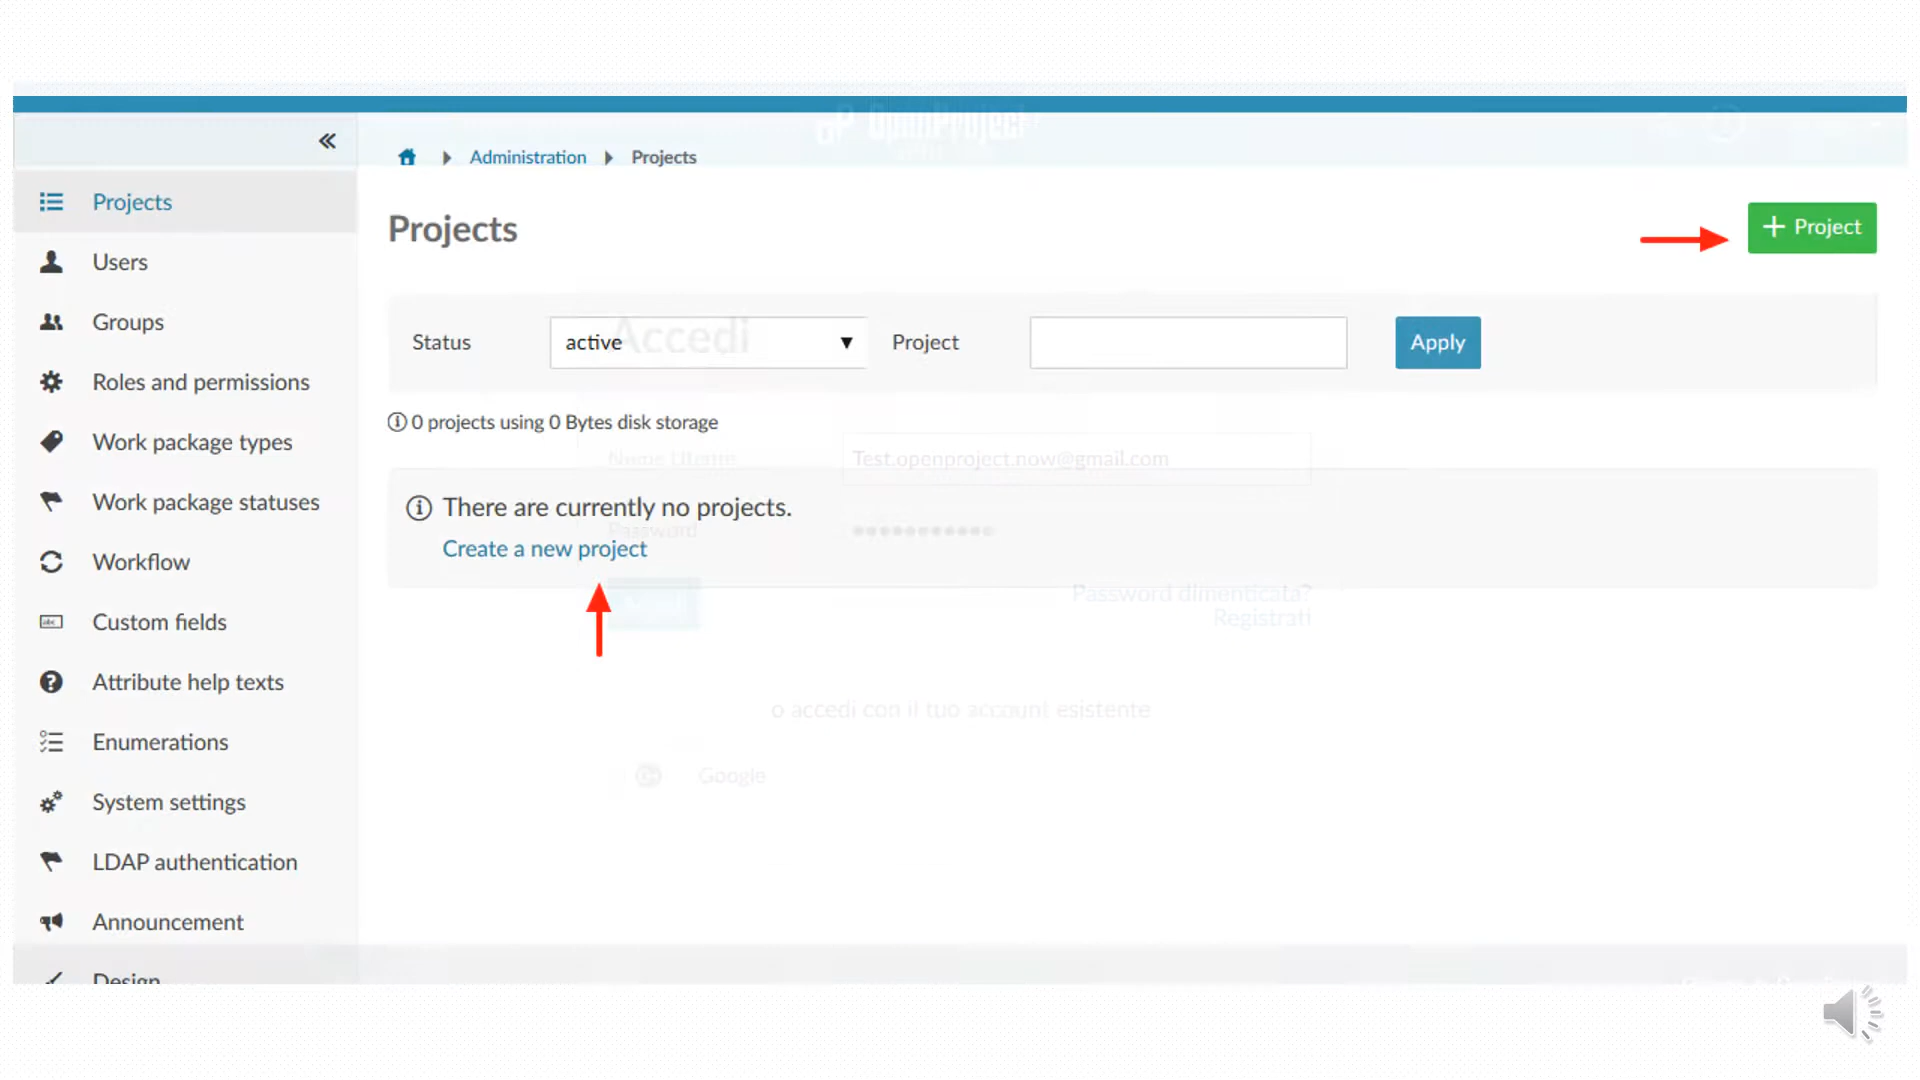 OpenProject
Administration
Projects
Projects
Users
Groups
Roles and permissions
Work package types
Work package statuses
Workflow
Custom fields
Attribute help texts
Enumerations
System settings
LDAP authentication
Announcement
Design
Projects
+ Project
Status
active
Project
Apply
Accedi
0 projects using 0 Bytes disk storage
Nome Utente
Test.openproject.now@gmail.com
There are currently no projects.
Password
Create a new project
Password dimenticata?
Registrati
o accedi con il tuo account esistente
Google